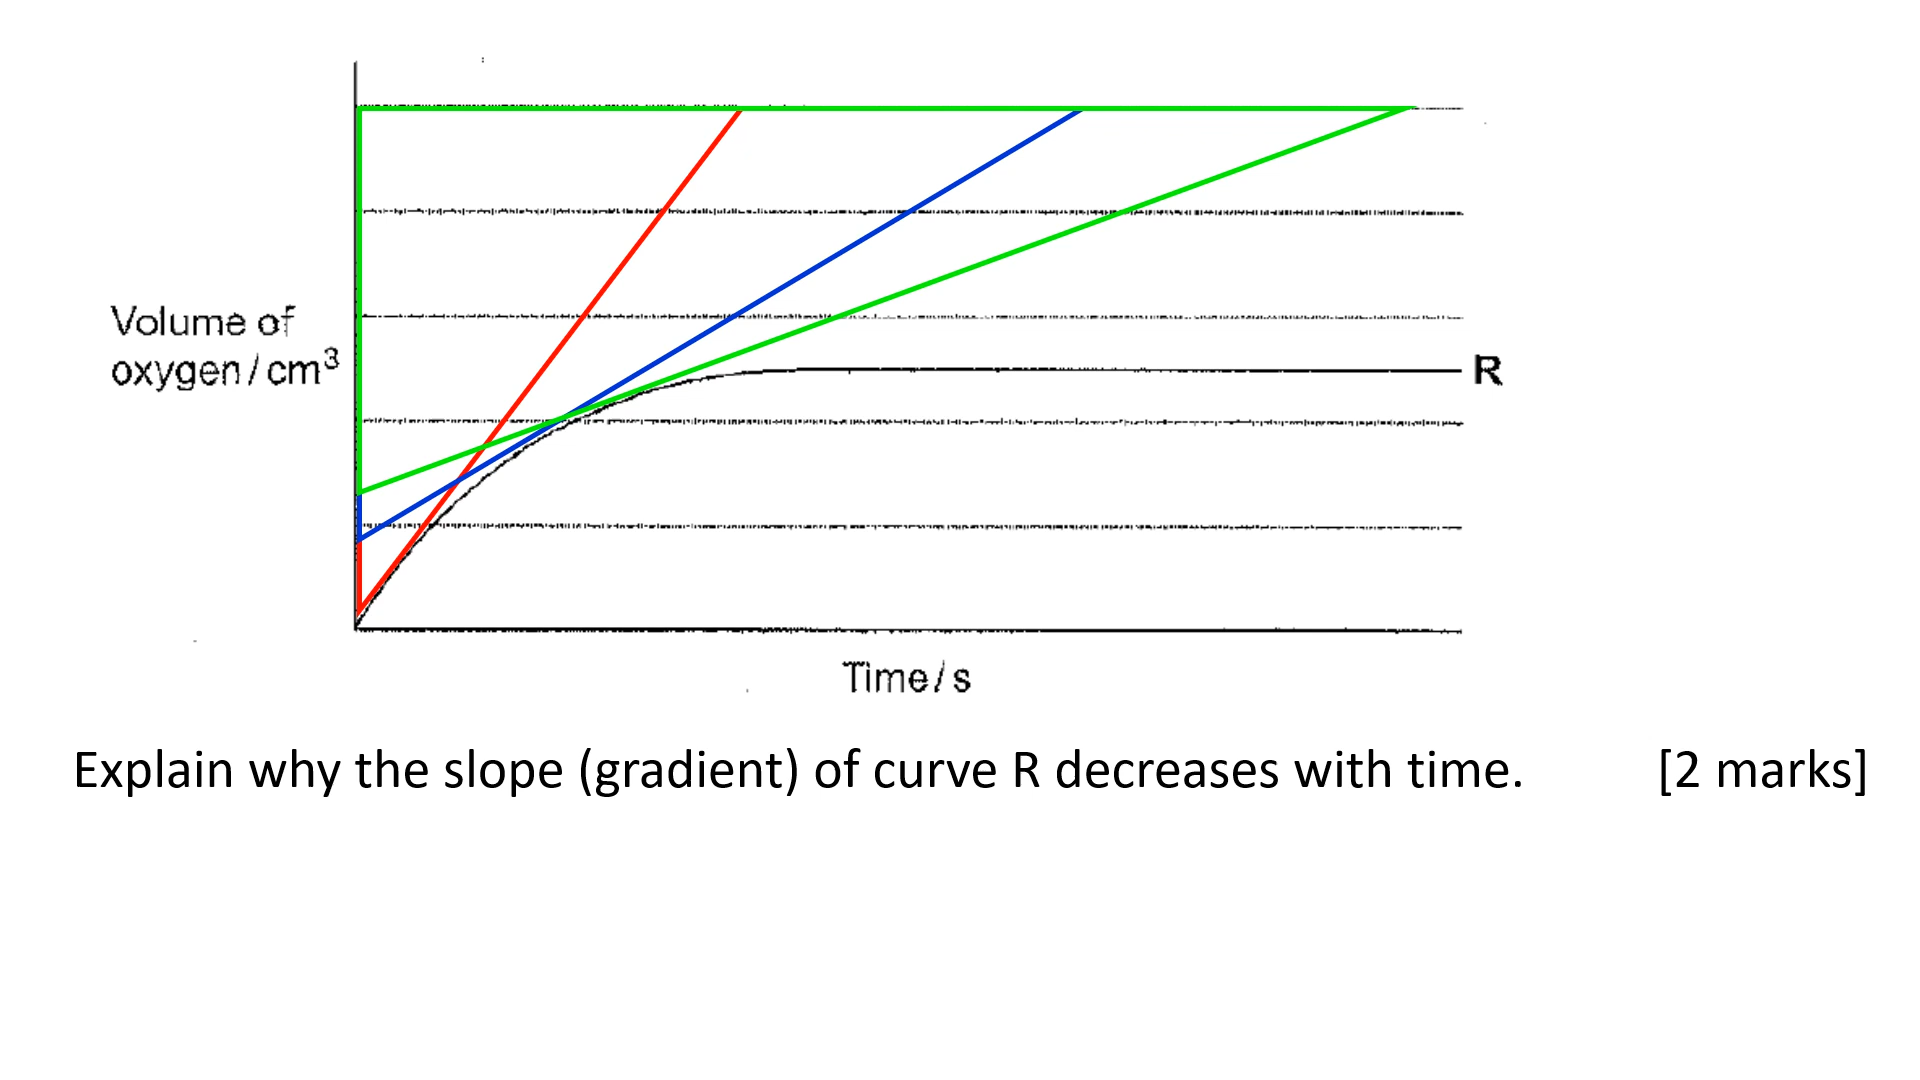 Volume of
oxygen / cm³
R
Time / s
Explain why the slope (gradient) of curve R decreases with time. [2 marks]